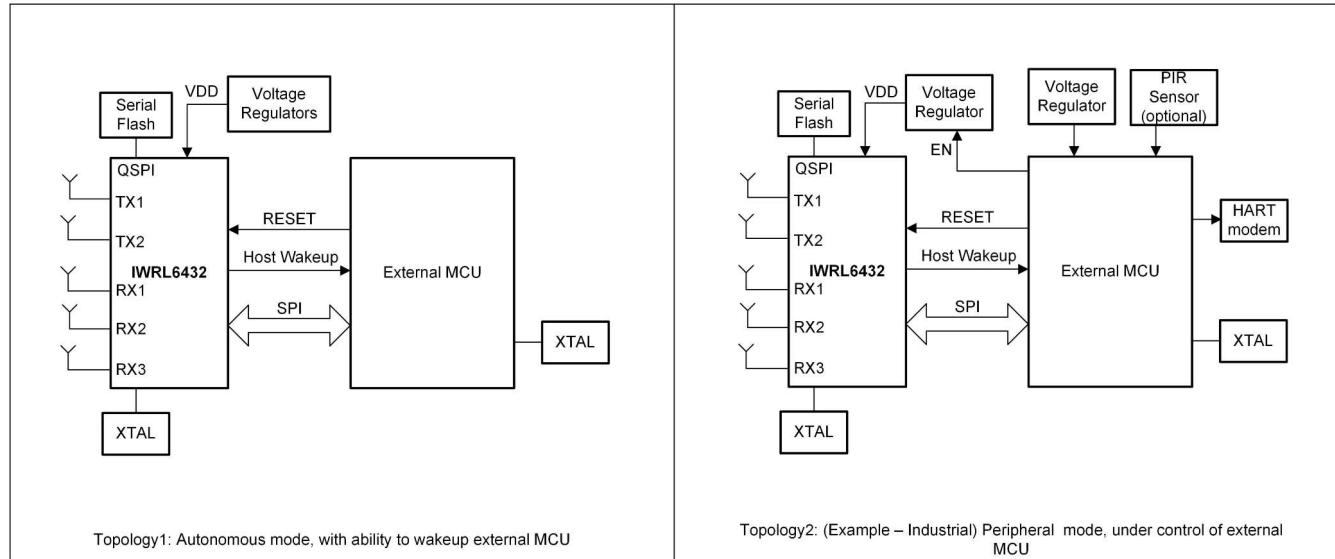 VDD
Serial
Flash
Voltage
Regulators
QSPI
TX1
TX2
IWRL6432
RX1
RX2
RX3
RESET
Host Wakeup
SPI
External MCU
XTAL
XTAL
Topology1: Autonomous mode, with ability to wakeup external MCU
VDD
Serial
Flash
Voltage
Regulator
EN
Voltage
Regulator
PIR
Sensor
(optional)
QSPI
TX1
TX2
IWRL6432
RX1
RX2
RX3
RESET
Host Wakeup
SPI
External MCU
HART
modem
XTAL
XTAL
Topology2: (Example – Industrial) Peripheral mode, under control of external
MCU